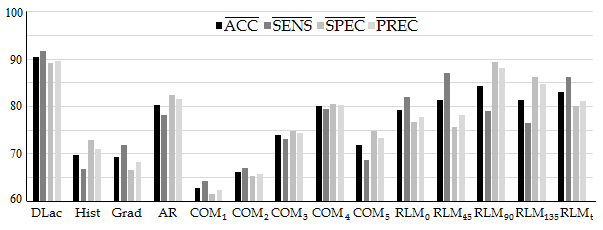 100
ACC SENS SPEC PREC
90
80
70
60
DLac Hist Grad AR COM₁ COM₂ COM₃ COM₄ COM₅ RLM₀ RLM₄₅ RLM₉₀ RLM₁₃₅ RLMₜ